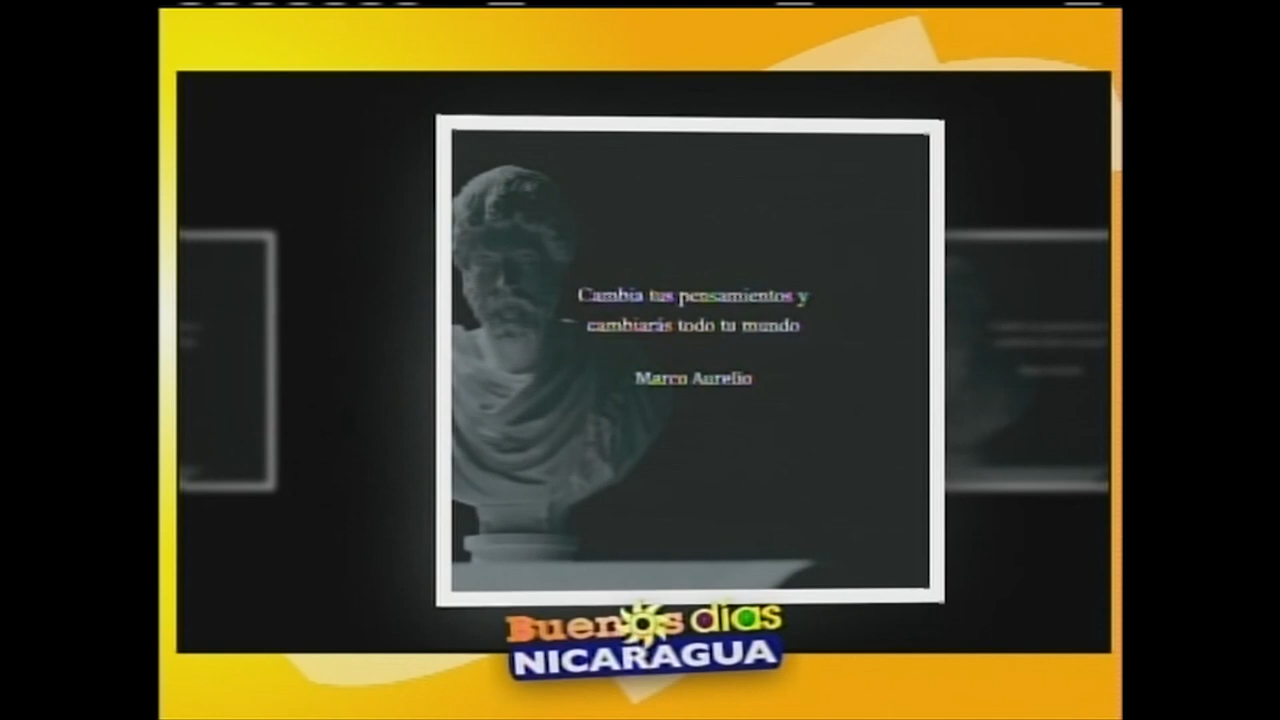 Cambia tus pensamientos y
cambiarás todo tu mundo
Marco Aurelio
Buenos días
NICARAGUA